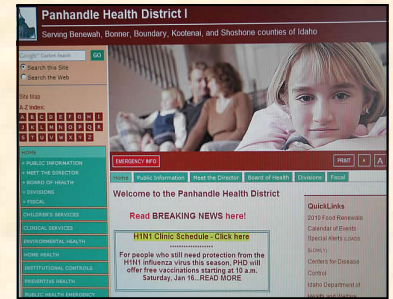 Panhandle Health District I
Serving Benewah, Bonner, Boundary, Kootenai, and Shoshone counties of Idaho
Google Custom Search
GO
Search this Site
Search the Web
Site Map
A-Z Index:
A B C D E F G H I
J K L M N O P Q R
S T U V W X Y Z
HOME
» PUBLIC INFORMATION
» MEET THE DIRECTOR
» BOARD OF HEALTH
» DIVISIONS
» FISCAL
CHILDREN'S SERVICES
CLINICAL SERVICES
ENVIRONMENTAL HEALTH
HOME HEALTH
INSTITUTIONAL CONTROLS
PREVENTIVE HEALTH
PUBLIC HEALTH EMERGENCY
EMERGENCY INFO
PRINT
A
A
Home
Public Information
Meet the Director
Board of Health
Divisions
Fiscal
Welcome to the Panhandle Health District
Read BREAKING NEWS here!
H1N1 Clinic Schedule - Click here
********************
For people who still need protection from the
H1N1 influenza virus this season, PHD will
offer free vaccinations starting at 10 a.m.
Saturday, Jan 16...READ MORE
QuickLinks
2010 Food Renewals
Calendar of Events
Special Alerts
Centers for Disease
Control
Idaho Department of
Health and Welfare